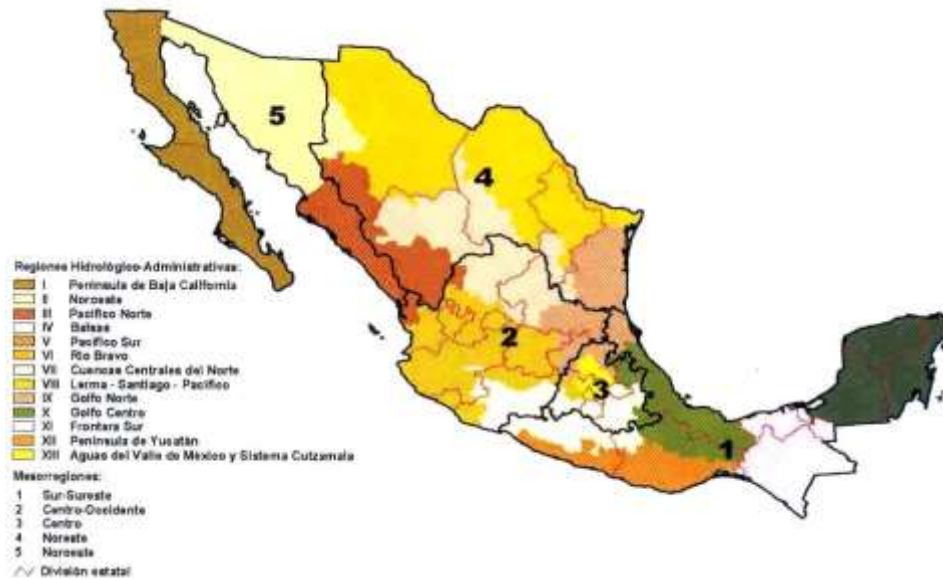 5
4
2
3
1
Regiones Hidrológico-Administrativas:
I Península de Baja California
II Noroeste
III Pacífico Norte
IV Balsas
V Pacífico Sur
VI Río Bravo
VII Cuencas Centrales del Norte
VIII Lerma - Santiago - Pacífico
IX Golfo Norte
X Golfo Centro
XI Frontera Sur
XII Península de Yucatán
XIII Aguas del Valle de México y Sistema Cutzamala
Mesorregiones:
1 Sur-Sureste
2 Centro-Occidente
3 Centro
4 Noreste
5 Noroeste
División estatal